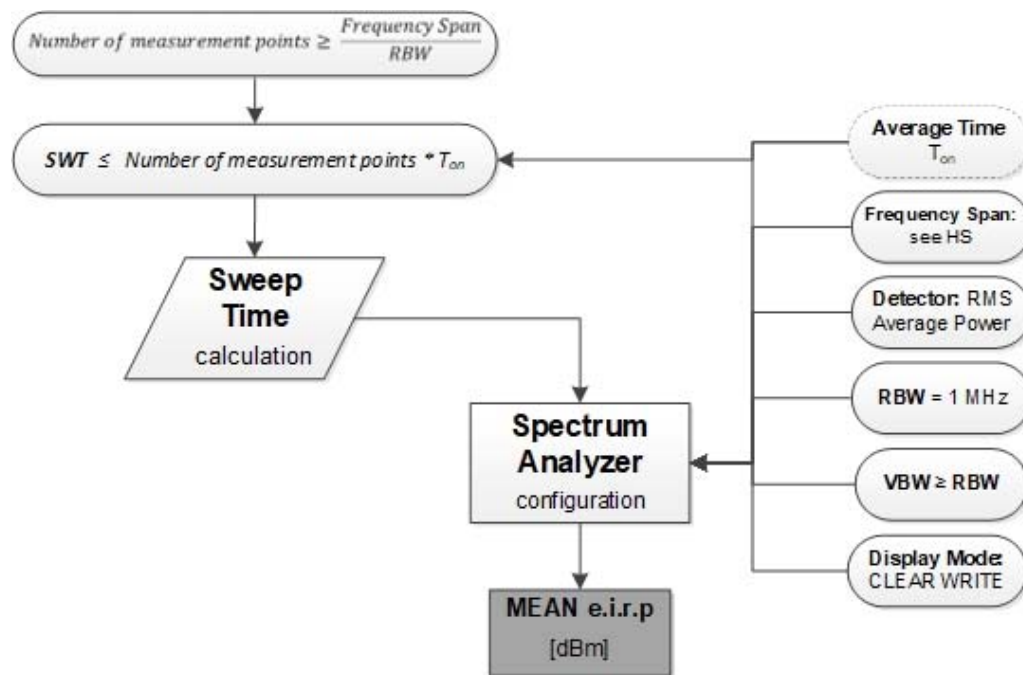 Number of measurement points ≥ Frequency Span / RBW
SWT ≤ Number of measurement points * Ton
Sweep
Time
calculation
Spectrum
Analyzer
configuration
MEAN e.i.r.p
[dBm]
Average Time
Ton
Frequency Span:
see HS
Detector: RMS
Average Power
RBW = 1 MHz
VBW ≥ RBW
Display Mode:
CLEAR WRITE